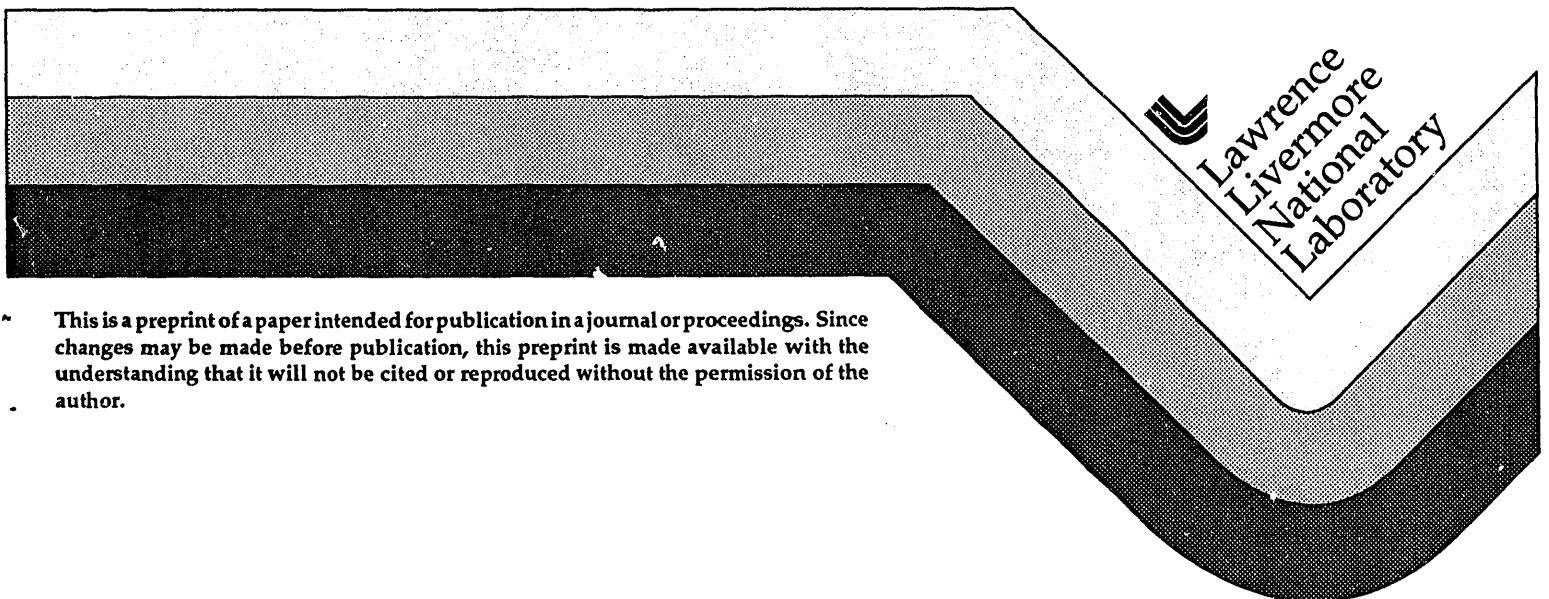 Lawrence
Livermore
National
Laboratory
This is a preprint of a paper intended for publication in a journal or proceedings. Since
changes may be made before publication, this preprint is made available with the
understanding that it will not be cited or reproduced without the permission of the
author.